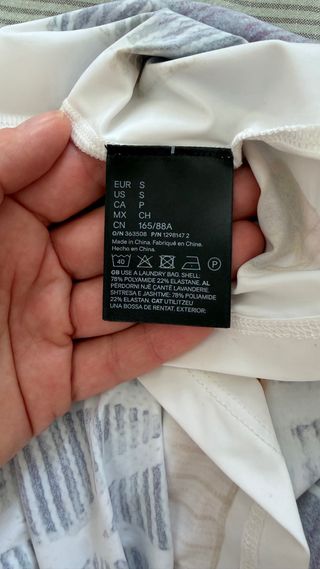 EUR S
US S
CA P
MX CH
CN 165/88A
O/N 363508 P/N 1298147 2
Made in China. Fabriqué en Chine.
Hecho en China.
40 P
GB USE A LAUNDRY BAG. SHELL:
78% POLYAMIDE 22% ELASTANE. AL
PËRDORNI NJË ÇANTË LAVANDERIE.
SHTRESA E JASHTME: 78% POLIAMIDE
22% ELASTAN. CAT UTILITZEU
UNA BOSSA DE RENTAT. EXTERIOR: